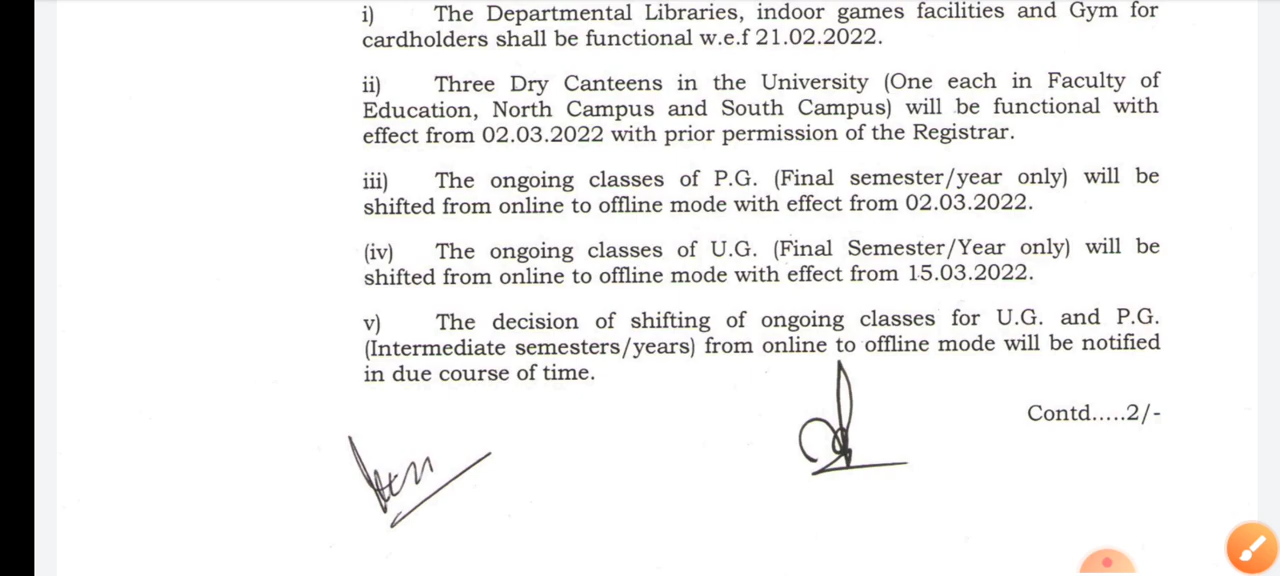 i) The Departmental Libraries, indoor games facilities and Gym for
cardholders shall be functional w.e.f 21.02.2022.
ii) Three Dry Canteens in the University (One each in Faculty of
Education, North Campus and South Campus) will be functional with
effect from 02.03.2022 with prior permission of the Registrar.
iii) The ongoing classes of P.G. (Final semester/year only) will be
shifted from online to offline mode with effect from 02.03.2022.
(iv) The ongoing classes of U.G. (Final Semester/Year only) will be
shifted from online to offline mode with effect from 15.03.2022.
v) The decision of shifting of ongoing classes for U.G. and P.G.
(Intermediate semesters/years) from online to offline mode will be notified
in due course of time.
Contd.....2/-